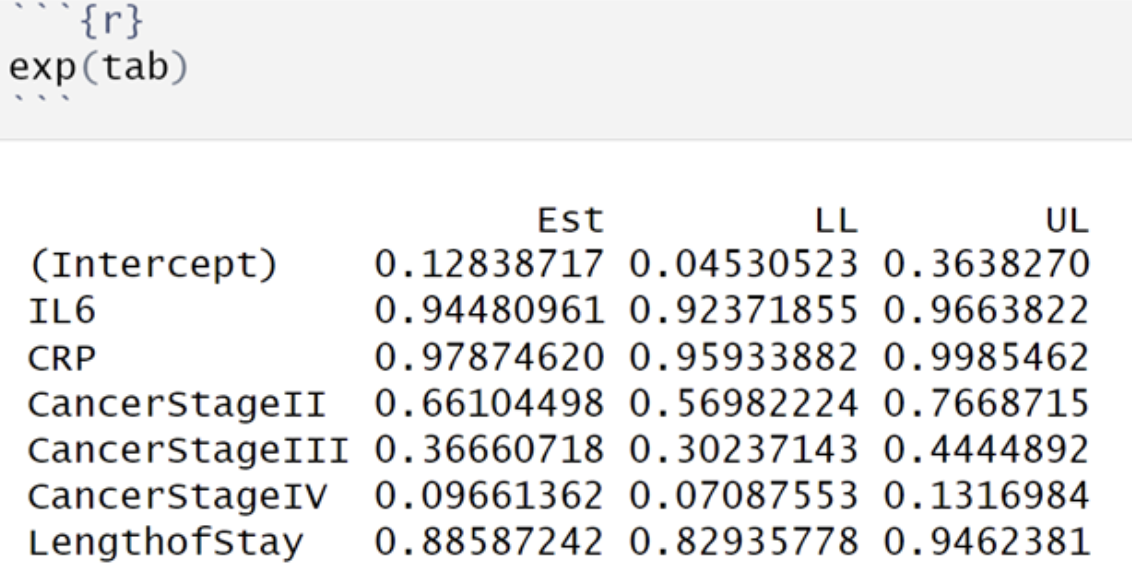 ```{r}
exp(tab)
```
Est LL UL
(Intercept) 0.12838717 0.04530523 0.3638270
IL6 0.94480961 0.92371855 0.9663822
CRP 0.97874620 0.95933882 0.9985462
CancerStageII 0.66104498 0.56982224 0.7668715
CancerStageIII 0.36660718 0.30237143 0.4444892
CancerStageIV 0.09661362 0.07087553 0.1316984
LengthofStay 0.88587242 0.82935778 0.9462381